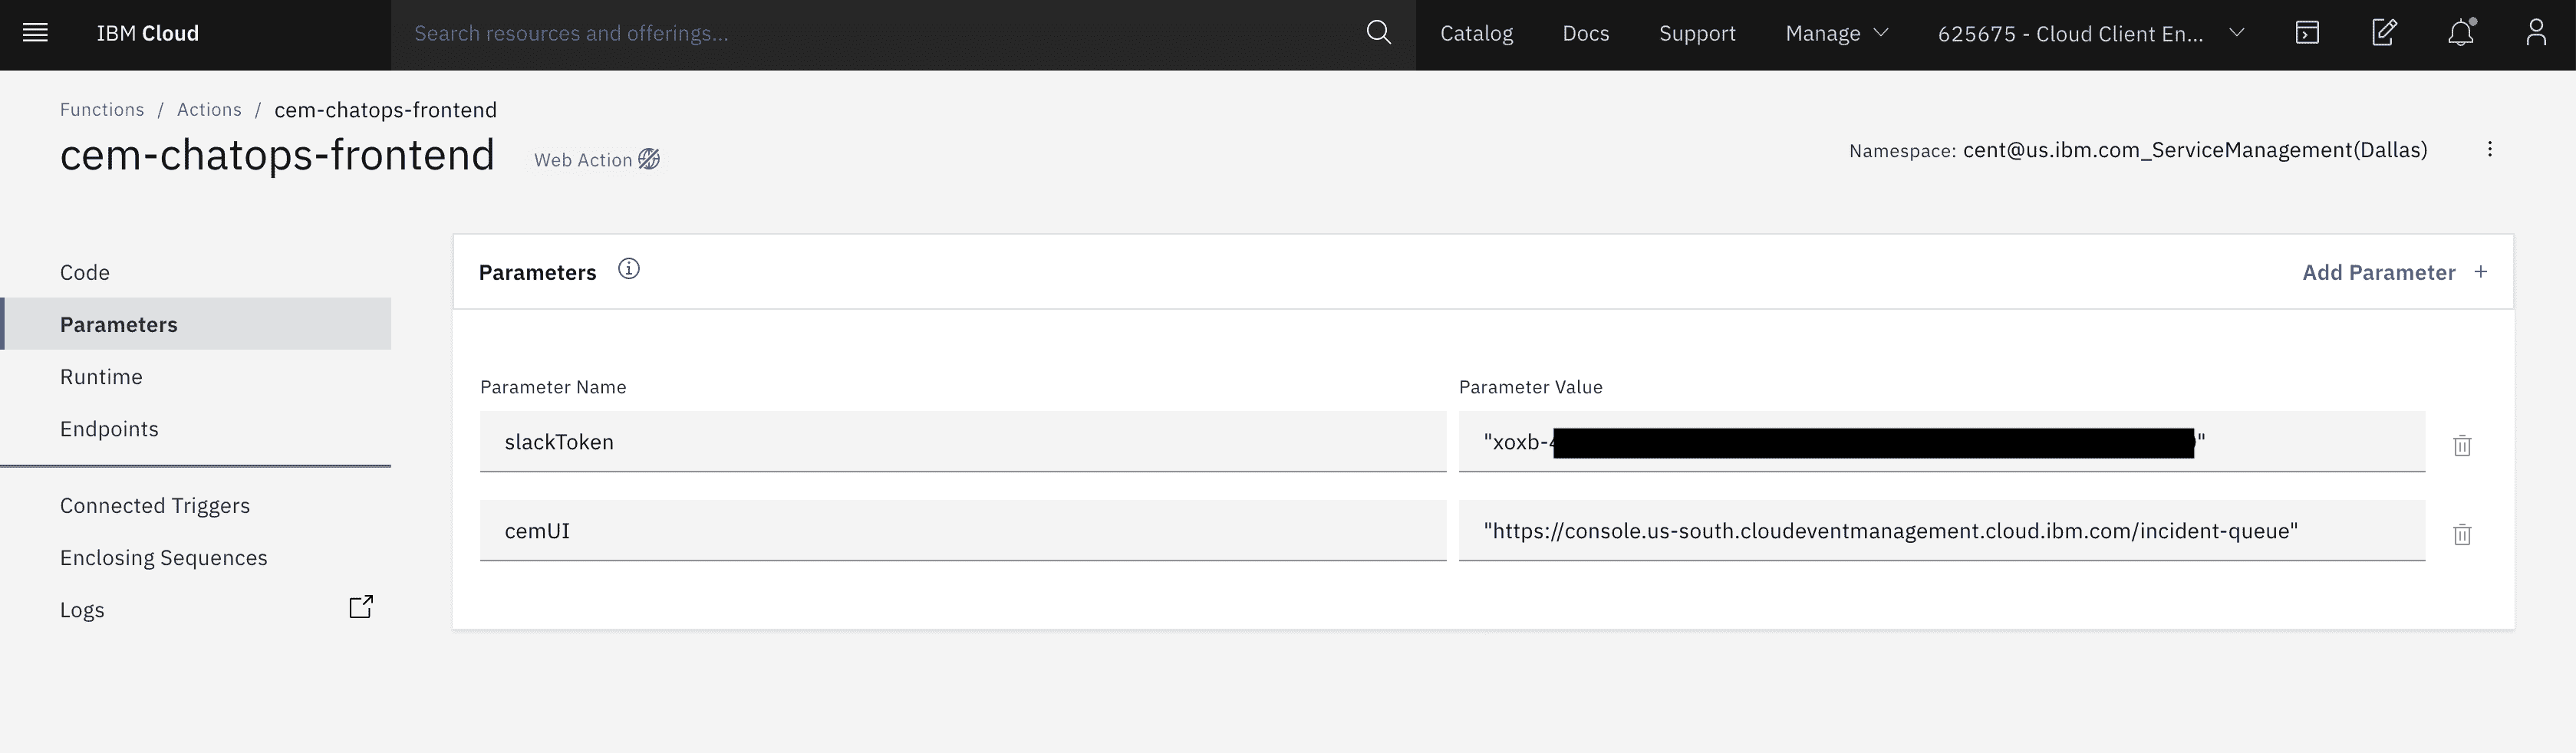 IBM Cloud
Search resources and offerings...
Catalog
Docs
Support
Manage
625675 - Cloud Client En...
Functions / Actions / cem-chatops-frontend
cem-chatops-frontend
Web Action
Namespace: cent@us.ibm.com_ServiceManagement(Dallas)
Code
Parameters
Runtime
Endpoints
Connected Triggers
Enclosing Sequences
Logs
Parameters
Add Parameter +
Parameter Name
Parameter Value
slackToken
"xoxb-
"
cemUI
"https://console.us-south.cloudeventmanagement.cloud.ibm.com/incident-queue"